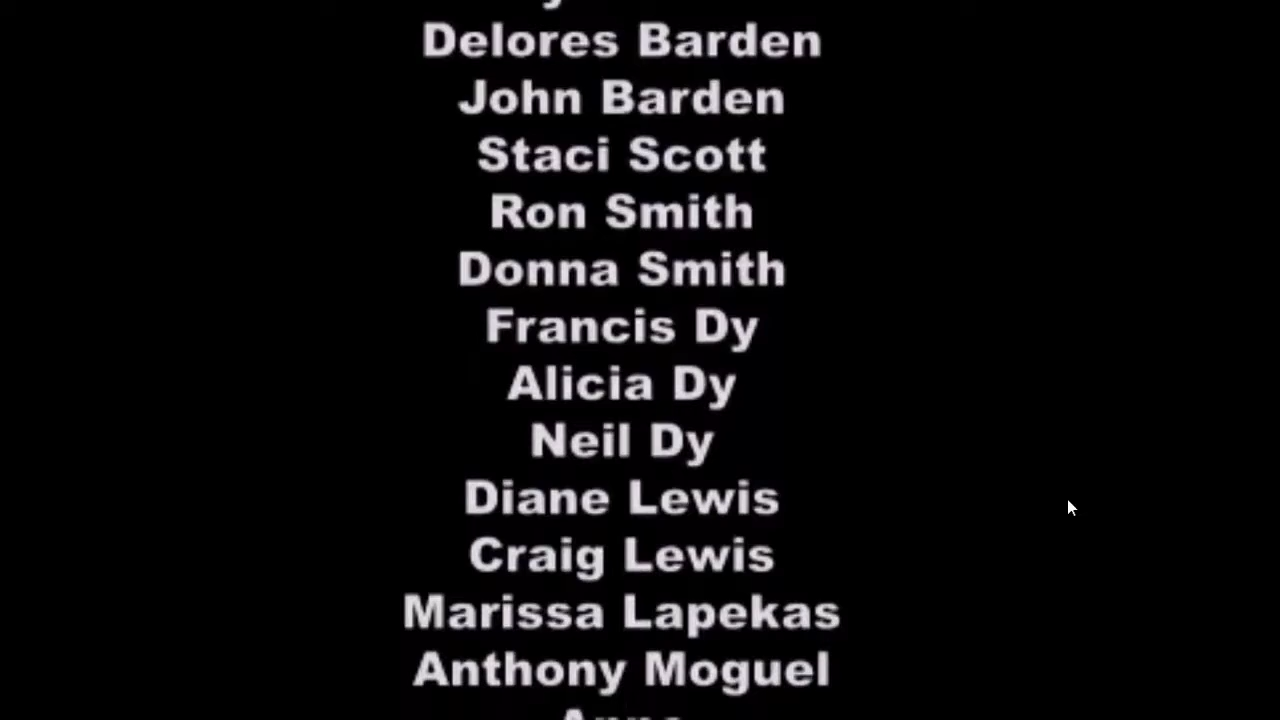 Delores Barden
John Barden
Staci Scott
Ron Smith
Donna Smith
Francis Dy
Alicia Dy
Neil Dy
Diane Lewis
Craig Lewis
Marissa Lapekas
Anthony Moguel